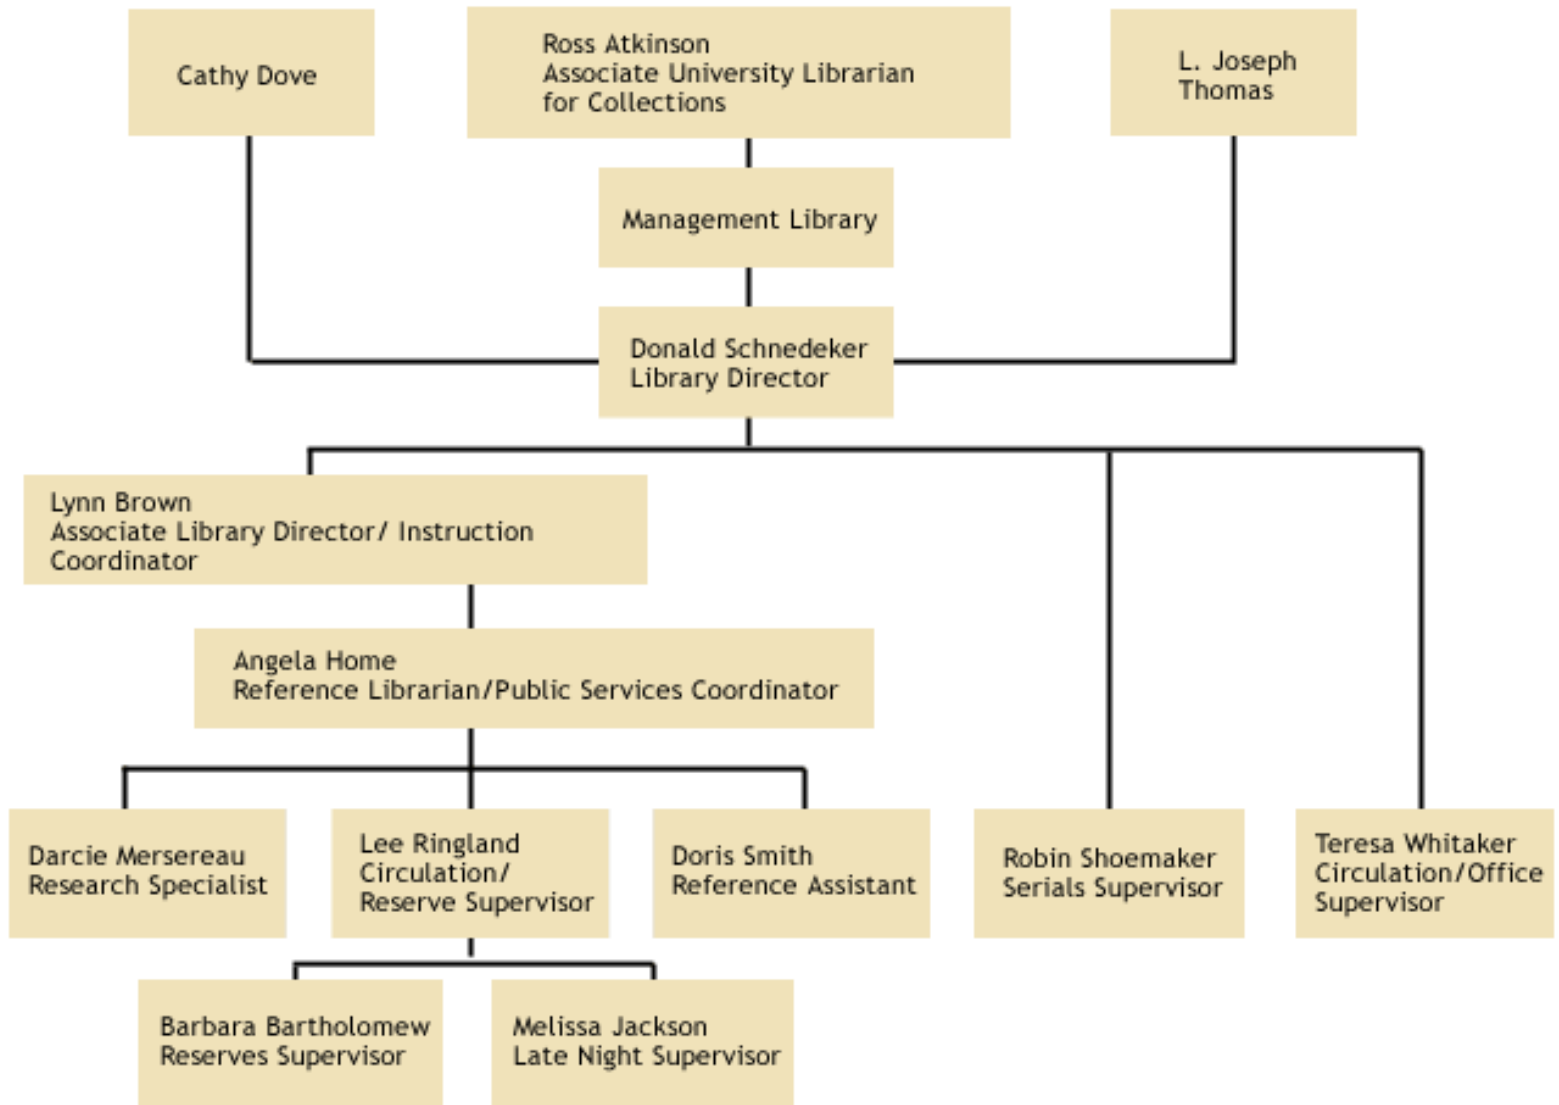 Cathy Dove
Ross Atkinson
Associate University Librarian
for Collections
L. Joseph
Thomas
Management Library
Donald Schnedeker
Library Director
Lynn Brown
Associate Library Director/ Instruction
Coordinator
Angela Home
Reference Librarian/Public Services Coordinator
Darcie Mersereau
Research Specialist
Lee Ringland
Circulation/
Reserve Supervisor
Doris Smith
Reference Assistant
Robin Shoemaker
Serials Supervisor
Teresa Whitaker
Circulation/Office
Supervisor
Barbara Bartholomew
Reserves Supervisor
Melissa Jackson
Late Night Supervisor